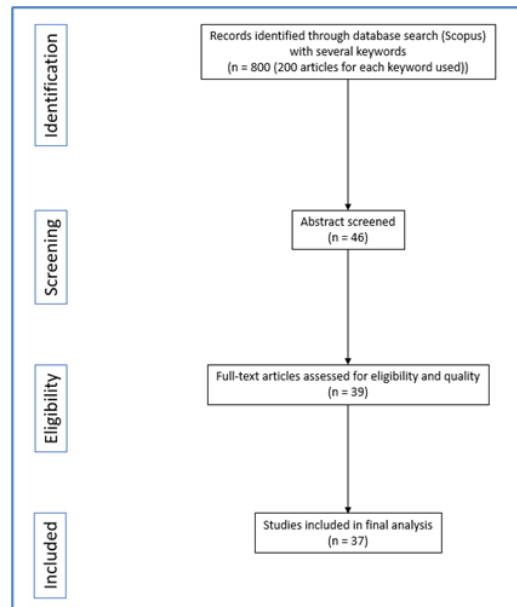 Identification
Records identified through database search (Scopus)
with several keywords
(n = 800 (200 articles for each keyword used))
Screening
Abstract screened
(n = 46)
Eligibility
Full-text articles assessed for eligibility and quality
(n = 39)
Included
Studies included in final analysis
(n = 37)